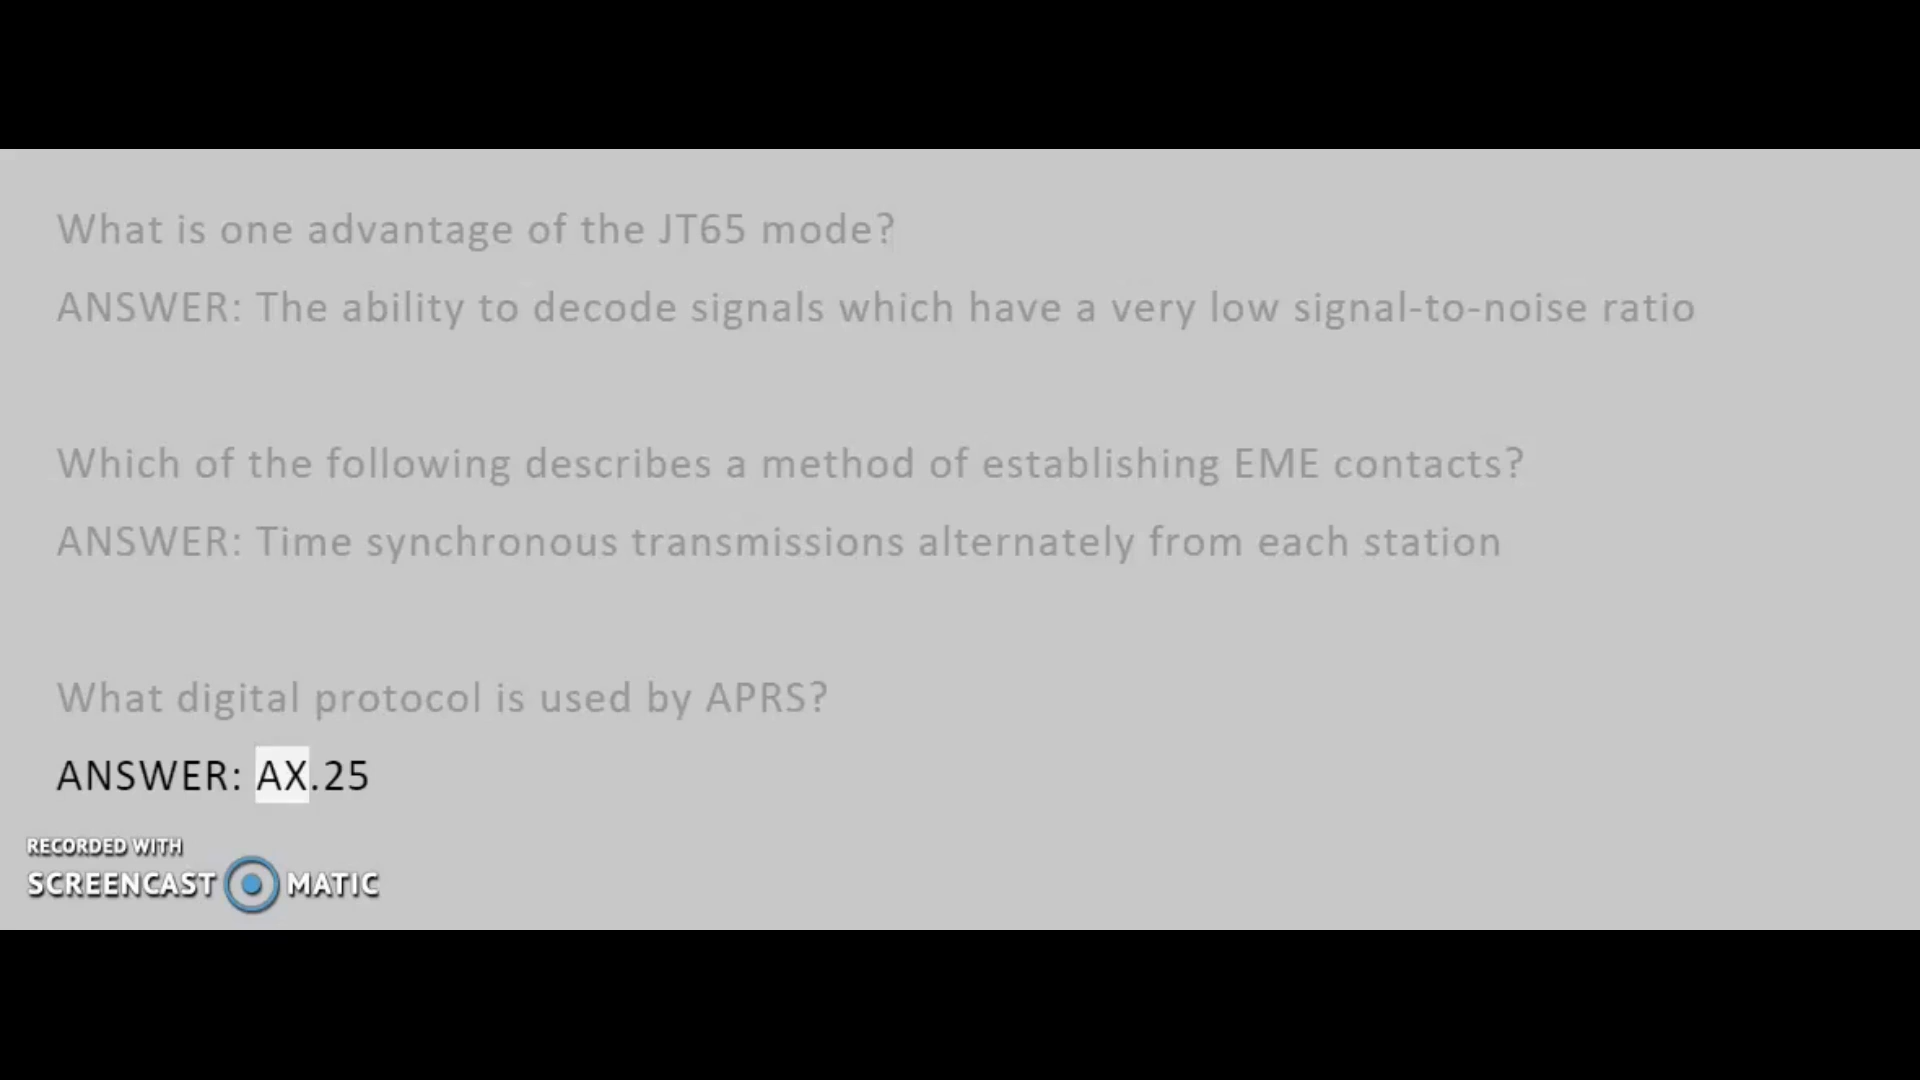 What is one advantage of the JT65 mode?
ANSWER: The ability to decode signals which have a very low signal-to-noise ratio
Which of the following describes a method of establishing EME contacts?
ANSWER: Time synchronous transmissions alternately from each station
What digital protocol is used by APRS?
ANSWER: AX.25
RECORDED WITH
SCREENCAST MATIC